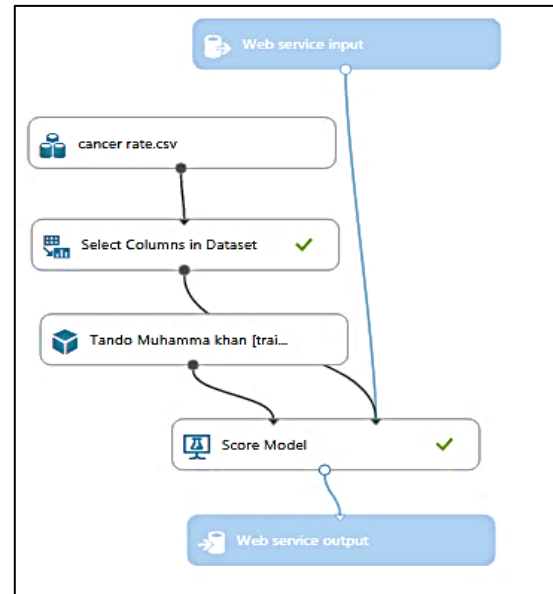 Web service input
cancer rate.csv
Select Columns in Dataset
Tando Muhamma khan [trai...
Score Model
Web service output